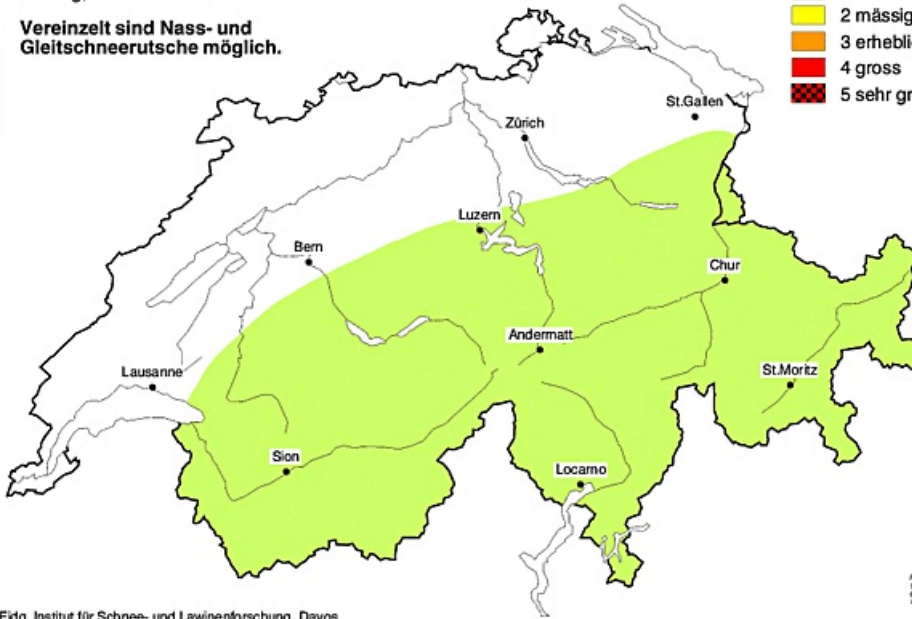 Vereinzelt sind Nass- und
Gleitschneerutsche möglich.
2 mässig
3 erhebli
4 gross
5 sehr gr
St.Gallen
Zürich
Luzern
Bern
Chur
Andermatt
Lausanne
St.Moritz
Sion
Locarno
Eidg. Institut für Schnee- und Lawinenforschung, Davos